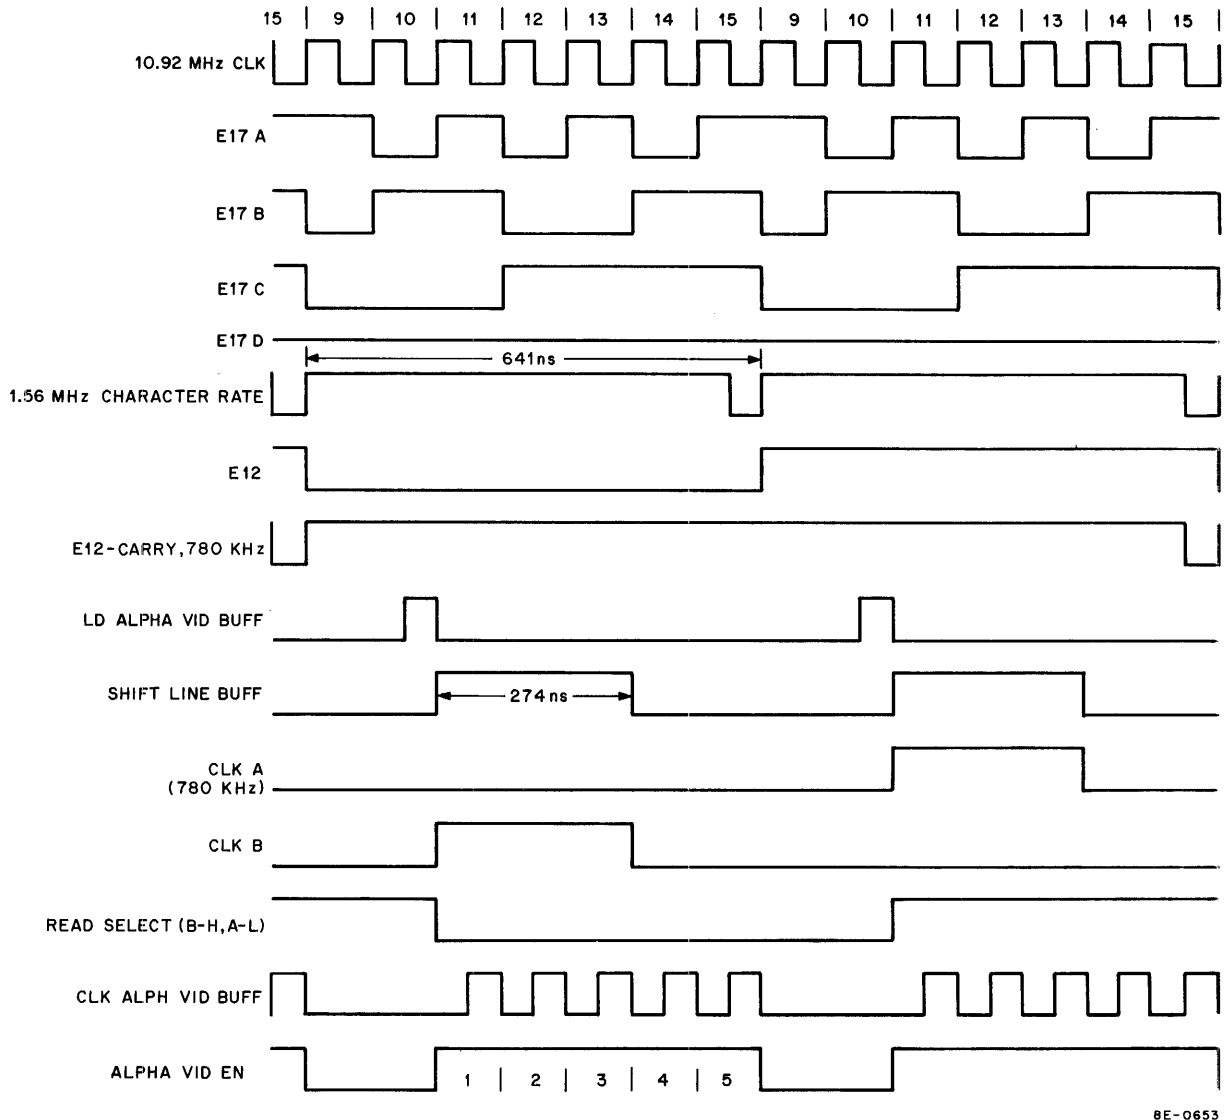 15 | 9 | 10 | 11 | 12 | 13 | 14 | 15 | 9 | 10 | 11 | 12 | 13 | 14 | 15 |
10.92 MHz CLK
E17 A
E17 B
E17 C
E17 D
641ns
1.56 MHz CHARACTER RATE
E12
E12-CARRY, 780 KHz
LD ALPHA VID BUFF
SHIFT LINE BUFF
274ns
CLK A
(780 KHz)
CLK B
READ SELECT (B-H, A-L)
CLK ALPH VID BUFF
ALPHA VID EN
1 | 2 | 3 | 4 | 5
8E-0653